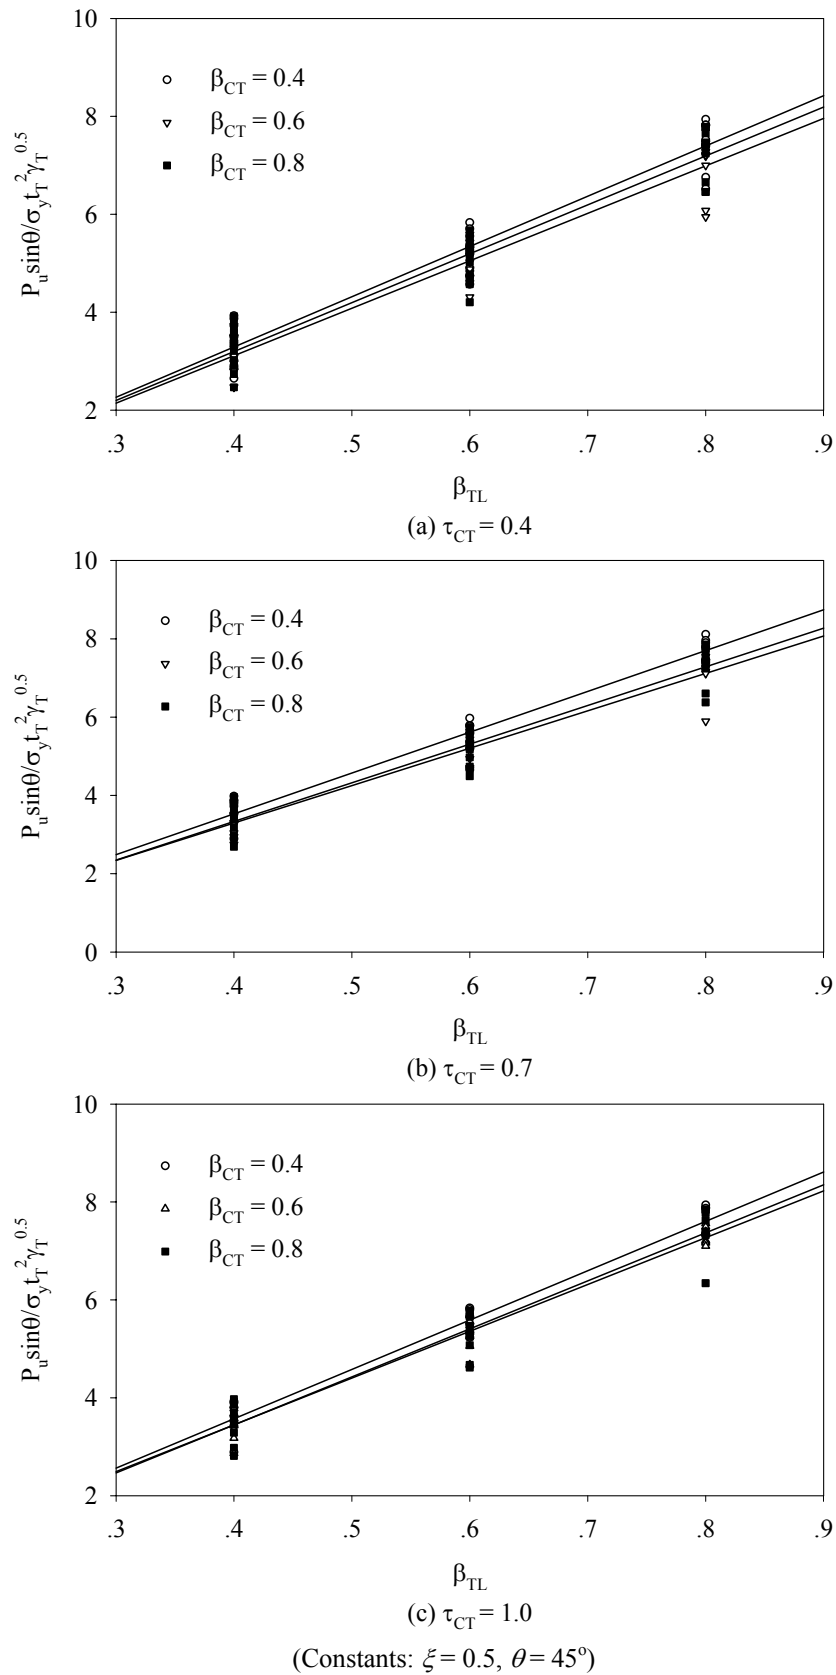 10
8
6
4
2
P_u sinθ/σ_y t_T^2 γ_T^0.5
β_CT = 0.4
β_CT = 0.6
β_CT = 0.8
.3 .4 .5 .6 .7 .8 .9
β_TL
(a) τ_CT = 0.4
10
8
6
4
2
0
P_u sinθ/σ_y t_T^2 γ_T^0.5
β_CT = 0.4
β_CT = 0.6
β_CT = 0.8
.3 .4 .5 .6 .7 .8 .9
β_TL
(b) τ_CT = 0.7
10
8
6
4
2
P_u sinθ/σ_y t_T^2 γ_T^0.5
β_CT = 0.4
β_CT = 0.6
β_CT = 0.8
.3 .4 .5 .6 .7 .8 .9
β_TL
(c) τ_CT = 1.0
(Constants: ξ = 0.5, θ = 45°)